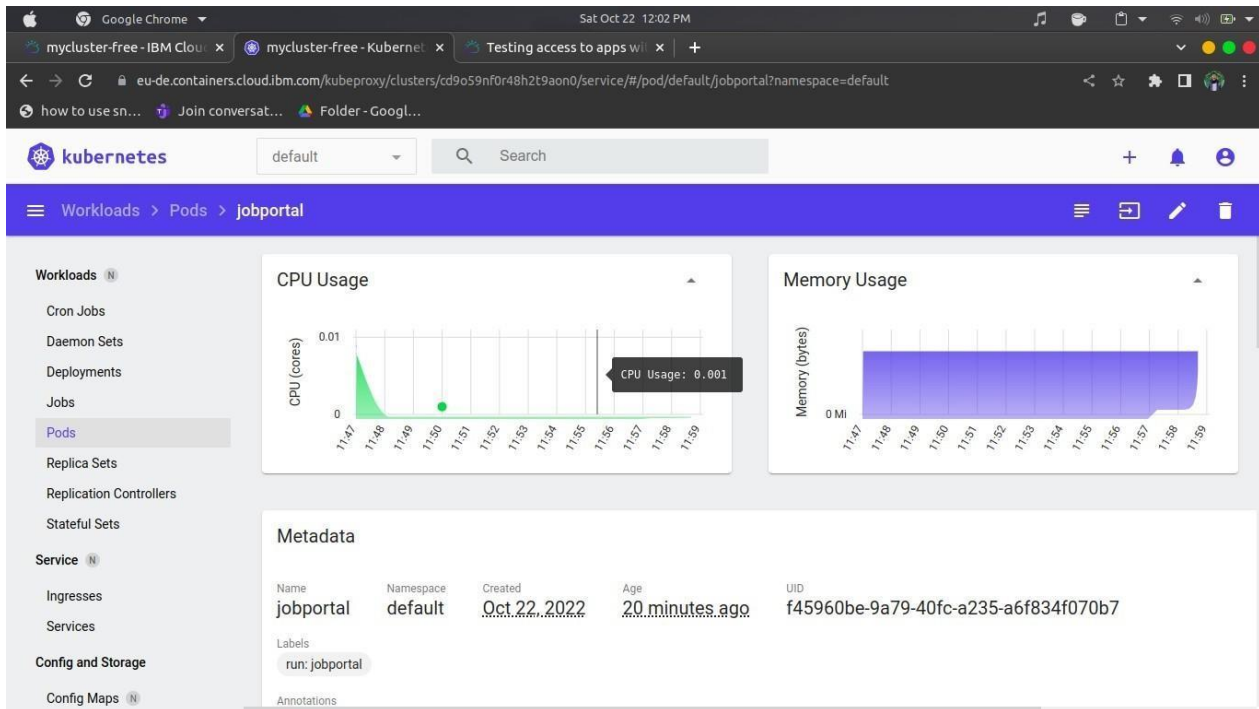 Google Chrome
Sat Oct 22 12:02 PM
mycluster-free - IBM Clou
mycluster-free - Kubernet
Testing access to apps wi
eu-de.containers.cloud.ibm.com/kubeproxy/clusters/cd9o59nf0r48h2t9aon0/service/#/pod/default/jobportal?namespace=default
how to use sn...
Join conversat...
Folder - Googl...
kubernetes
default
Search
Workloads > Pods > jobportal
Workloads N
Cron Jobs
Daemon Sets
Deployments
Jobs
Pods
Replica Sets
Replication Controllers
Stateful Sets
Service N
Ingresses
Services
Config and Storage
Config Maps N
CPU Usage
CPU (cores)
0.01
0
CPU Usage: 0.001
11:47 11:48 11:49 11:50 11:51 11:52 11:53 11:54 11:55 11:56 11:57 11:58 11:59
Memory Usage
Memory (bytes)
0 Mi
11:47 11:48 11:49 11:50 11:51 11:52 11:53 11:54 11:55 11:56 11:57 11:58 11:59
Metadata
Name Namespace Created Age UID
jobportal default Oct 22, 2022 20 minutes ago f45960be-9a79-40fc-a235-a6f834f070b7
Labels
run: jobportal
Annotations